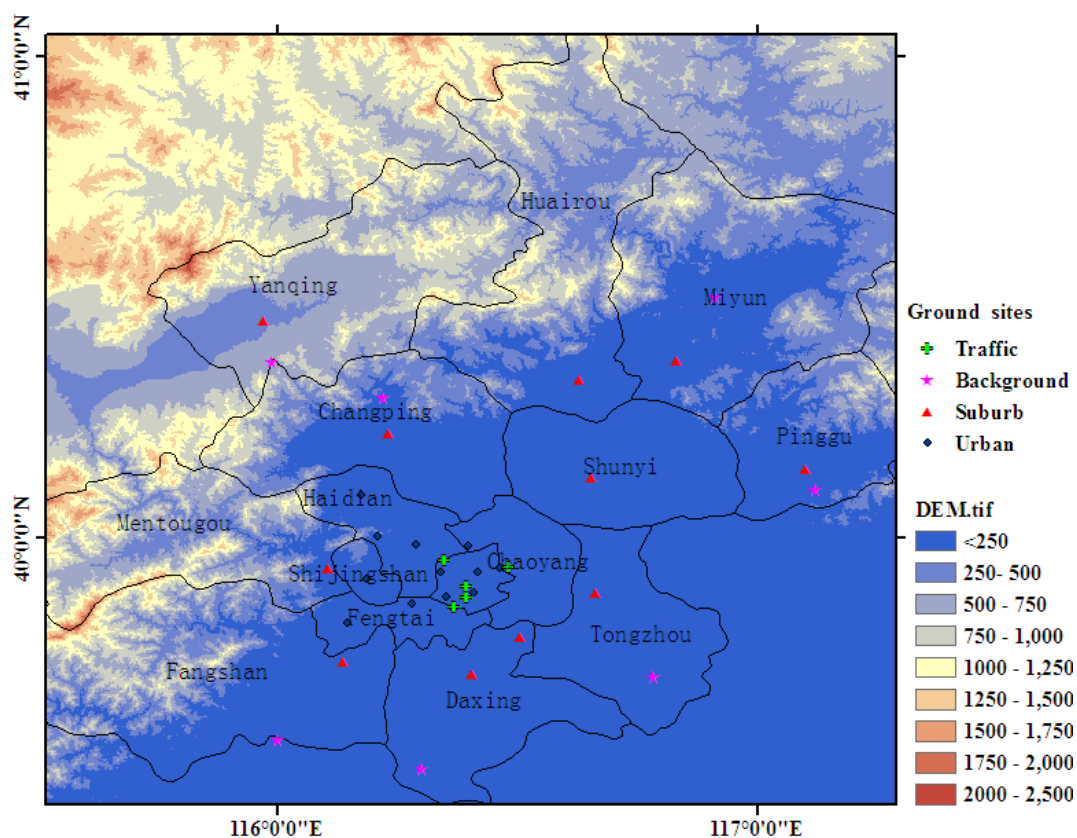 41°0'0"N
40°0'0"N
Huairou
Yanqing
Miyun
Changping
Pinggu
Shunyi
Haidian
Mentougou
Chaoyang
Shijingshan
Fengtai
Tongzhou
Fangshan
Daxing
116°0'0"E
117°0'0"E
Ground sites
Traffic
Background
Suburb
Urban
DEM.tif
<250
250- 500
500 - 750
750 - 1,000
1000 - 1,250
1250 - 1,500
1500 - 1,750
1750 - 2,000
2000 - 2,500